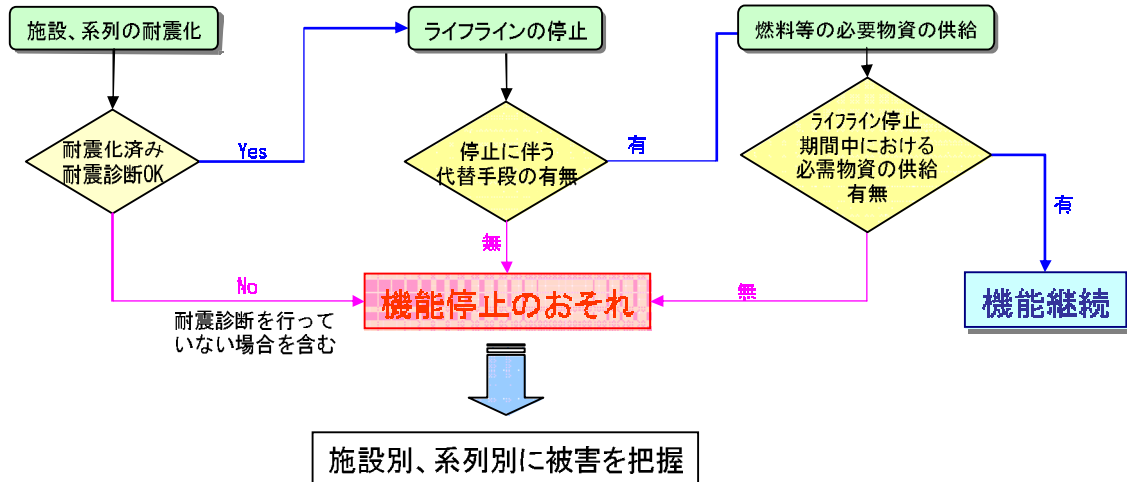 施設、系列の耐震化
ライフラインの停止
燃料等の必要物資の供給
耐震化済み
耐震診断OK
Yes
停止に伴う
代替手段の有無
有
ライフライン停止
期間中における
必需物資の供給
有無
有
No
無
無
耐震診断を行って
いない場合を含む
機能停止のおそれ
機能継続
施設別、系列別に被害を把握